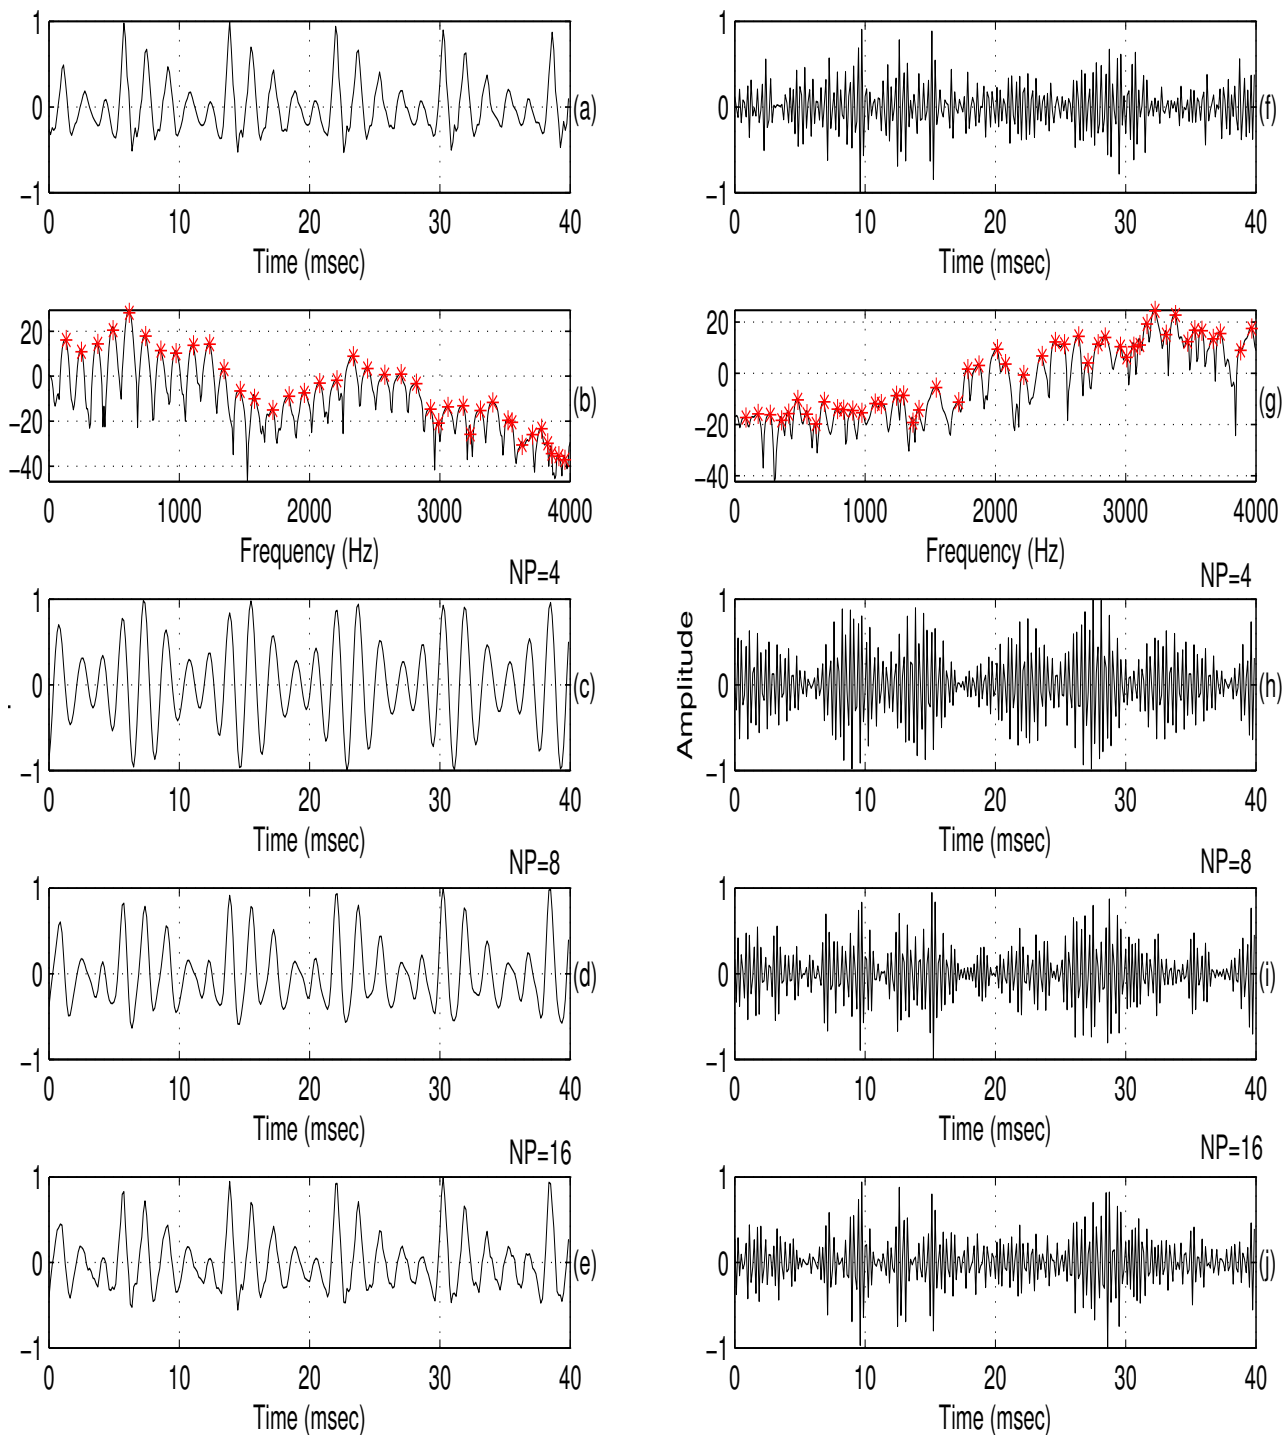 1
0
−1
(a)
0 10 20 30 40
Time (msec)
20
0
−20
−40
(b)
0 1000 2000 3000 4000
Frequency (Hz)
NP=4
1
0
−1
(c)
0 10 20 30 40
Time (msec)
NP=8
1
0
−1
(d)
0 10 20 30 40
Time (msec)
NP=16
1
0
−1
(e)
0 10 20 30 40
Time (msec)
1
0
−1
(f)
0 10 20 30 40
Time (msec)
20
0
−20
−40
(g)
0 1000 2000 3000 4000
Frequency (Hz)
NP=4
Amplitude
1
0
−1
(h)
0 10 20 30 40
Time (msec)
NP=8
1
0
−1
(i)
0 10 20 30 40
Time (msec)
NP=16
1
0
−1
(j)
0 10 20 30 40
Time (msec)